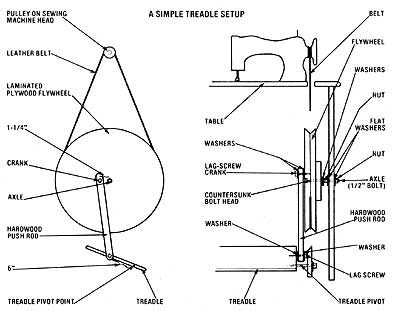 A SIMPLE TREADLE SETUP
PULLEY ON SEWING
MACHINE HEAD
LEATHER BELT
LAMINATED
PLYWOOD FLYWHEEL
1-1/4"
CRANK
AXLE
HARDWOOD
PUSH ROD
6"
TREADLE PIVOT POINT
TREADLE
BELT
FLYWHEEL
WASHERS
NUT
FLAT
WASHERS
NUT
AXLE
(1/2" BOLT)
HARDWOOD
PUSH ROD
WASHER
LAG SCREW
TREADLE PIVOT
TABLE
WASHERS
LAG-SCREW
CRANK
COUNTERSUNK
BOLT HEAD
WASHER
TREADLE